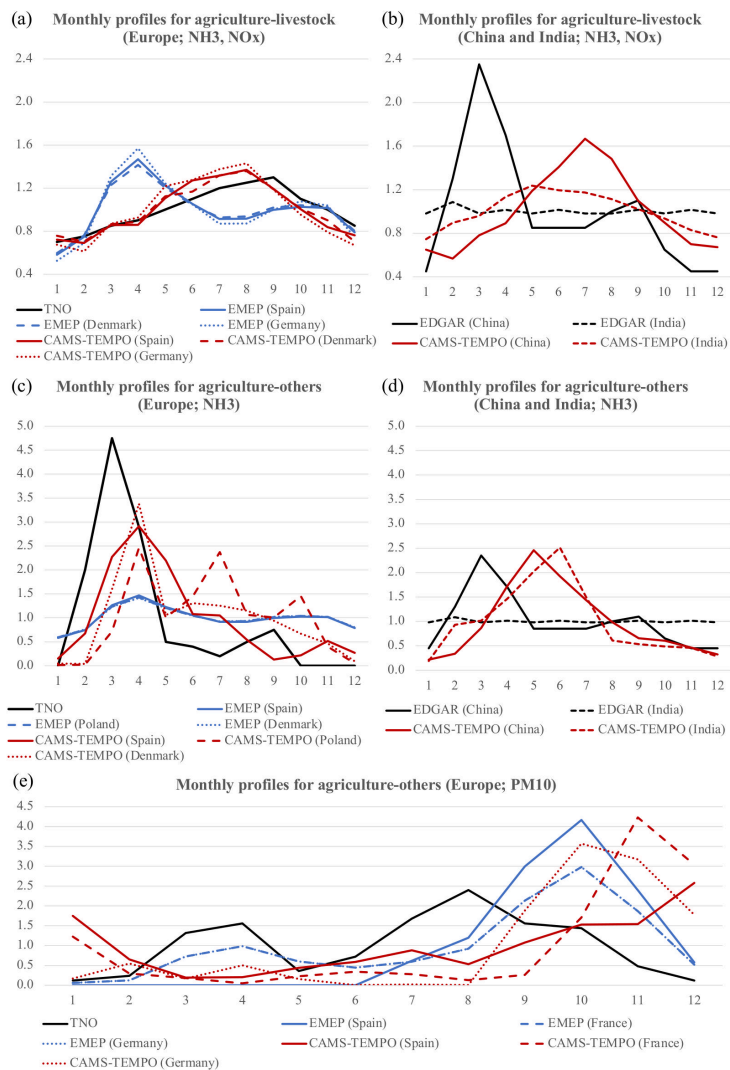 (a)
Monthly profiles for agriculture-livestock
(Europe; NH3, NOx)
2.4
2.0
1.6
1.2
0.8
0.4
1 2 3 4 5 6 7 8 9 10 11 12
TNO EMEP (Spain)
EMEP (Denmark) EMEP (Germany)
CAMS-TEMPO (Spain) CAMS-TEMPO (Denmark)
CAMS-TEMPO (Germany)
(b)
Monthly profiles for agriculture-livestock
(China and India; NH3, NOx)
2.4
2.0
1.6
1.2
0.8
0.4
1 2 3 4 5 6 7 8 9 10 11 12
EDGAR (China) EDGAR (India)
CAMS-TEMPO (China) CAMS-TEMPO (India)
(c)
Monthly profiles for agriculture-others
(Europe; NH3)
5.0
4.5
4.0
3.5
3.0
2.5
2.0
1.5
1.0
0.5
0.0
1 2 3 4 5 6 7 8 9 10 11 12
TNO EMEP (Spain)
EMEP (Poland) EMEP (Denmark)
CAMS-TEMPO (Spain) CAMS-TEMPO (Poland)
CAMS-TEMPO (Denmark)
(d)
Monthly profiles for agriculture-others
(China and India; NH3)
5.0
4.5
4.0
3.5
3.0
2.5
2.0
1.5
1.0
0.5
0.0
1 2 3 4 5 6 7 8 9 10 11 12
EDGAR (China) EDGAR (India)
CAMS-TEMPO (China) CAMS-TEMPO (India)
(e)
Monthly profiles for agriculture-others (Europe; PM10)
4.5
4.0
3.5
3.0
2.5
2.0
1.5
1.0
0.5
0.0
1 2 3 4 5 6 7 8 9 10 11 12
TNO EMEP (Spain) EMEP (France)
EMEP (Germany) CAMS-TEMPO (Spain) CAMS-TEMPO (France)
CAMS-TEMPO (Germany)